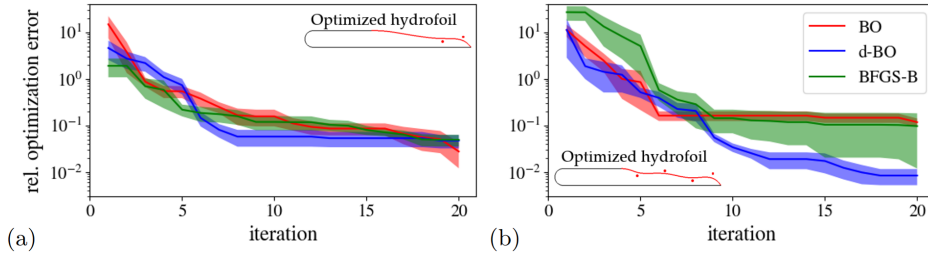 rel. optimization error
10¹
10⁰
10⁻¹
10⁻²
Optimized hydrofoil
0 5 10 15 20
iteration
(a)
10¹
10⁰
10⁻¹
10⁻²
BO
d-BO
BFGS-B
Optimized hydrofoil
0 5 10 15 20
iteration
(b)